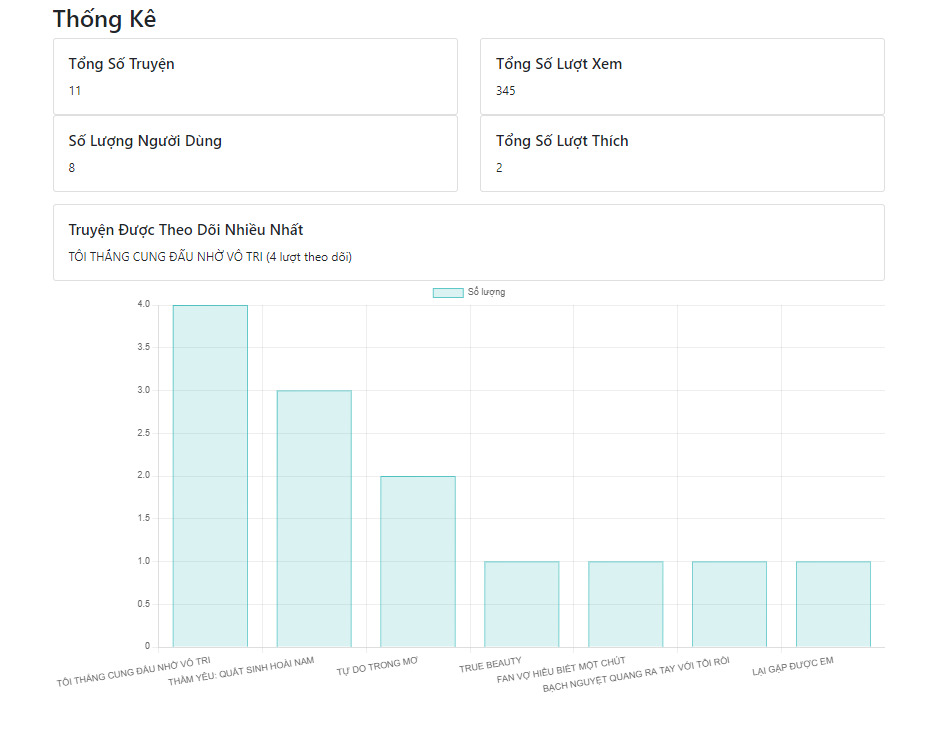 Thống Kê
Tổng Số Truyện
11
Tổng Số Lượt Xem
345
Số Lượng Người Dùng
8
Tổng Số Lượt Thích
2
Truyện Được Theo Dõi Nhiều Nhất
TÔI THẮNG CUNG ĐẤU NHỜ VÔ TRI (4 lượt theo dõi)
Số lượng
4.0
3.5
3.0
2.5
2.0
1.5
1.0
0.5
0
TÔI THẮNG CUNG ĐẤU NHỜ VÔ TRI
THẨM YẾU: QUẤT SINH HOÀI NAM
TỰ DO TRONG MƠ
TRUE BEAUTY
FAN VỢ HIỂU BIẾT MỘT CHÚT
BẠCH NGUYỆT QUANG RA TAY VỚI TÔI RỒI
LẠI GẶP ĐƯỢC EM